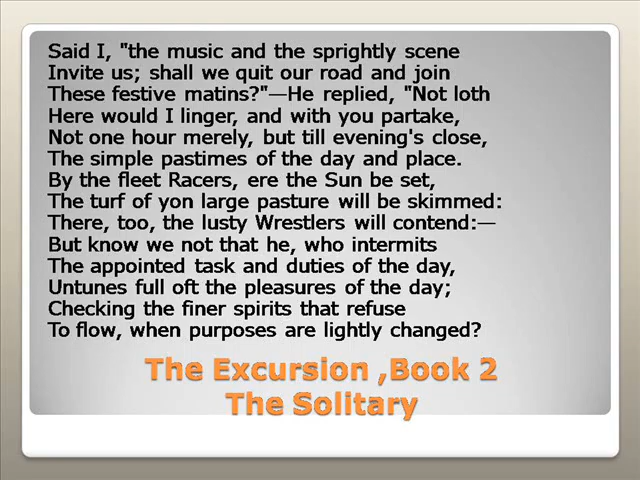 Said I, "the music and the sprightly scene
Invite us; shall we quit our road and join
These festive matins?"—He replied, "Not loth
Here would I linger, and with you partake,
Not one hour merely, but till evening's close,
The simple pastimes of the day and place.
By the fleet Racers, ere the Sun be set,
The turf of yon large pasture will be skimmed:
There, too, the lusty Wrestlers will contend:—
But know we not that he, who intermits
The appointed task and duties of the day,
Untunes full oft the pleasures of the day;
Checking the finer spirits that refuse
To flow, when purposes are lightly changed?
The Excursion ,Book 2
The Solitary